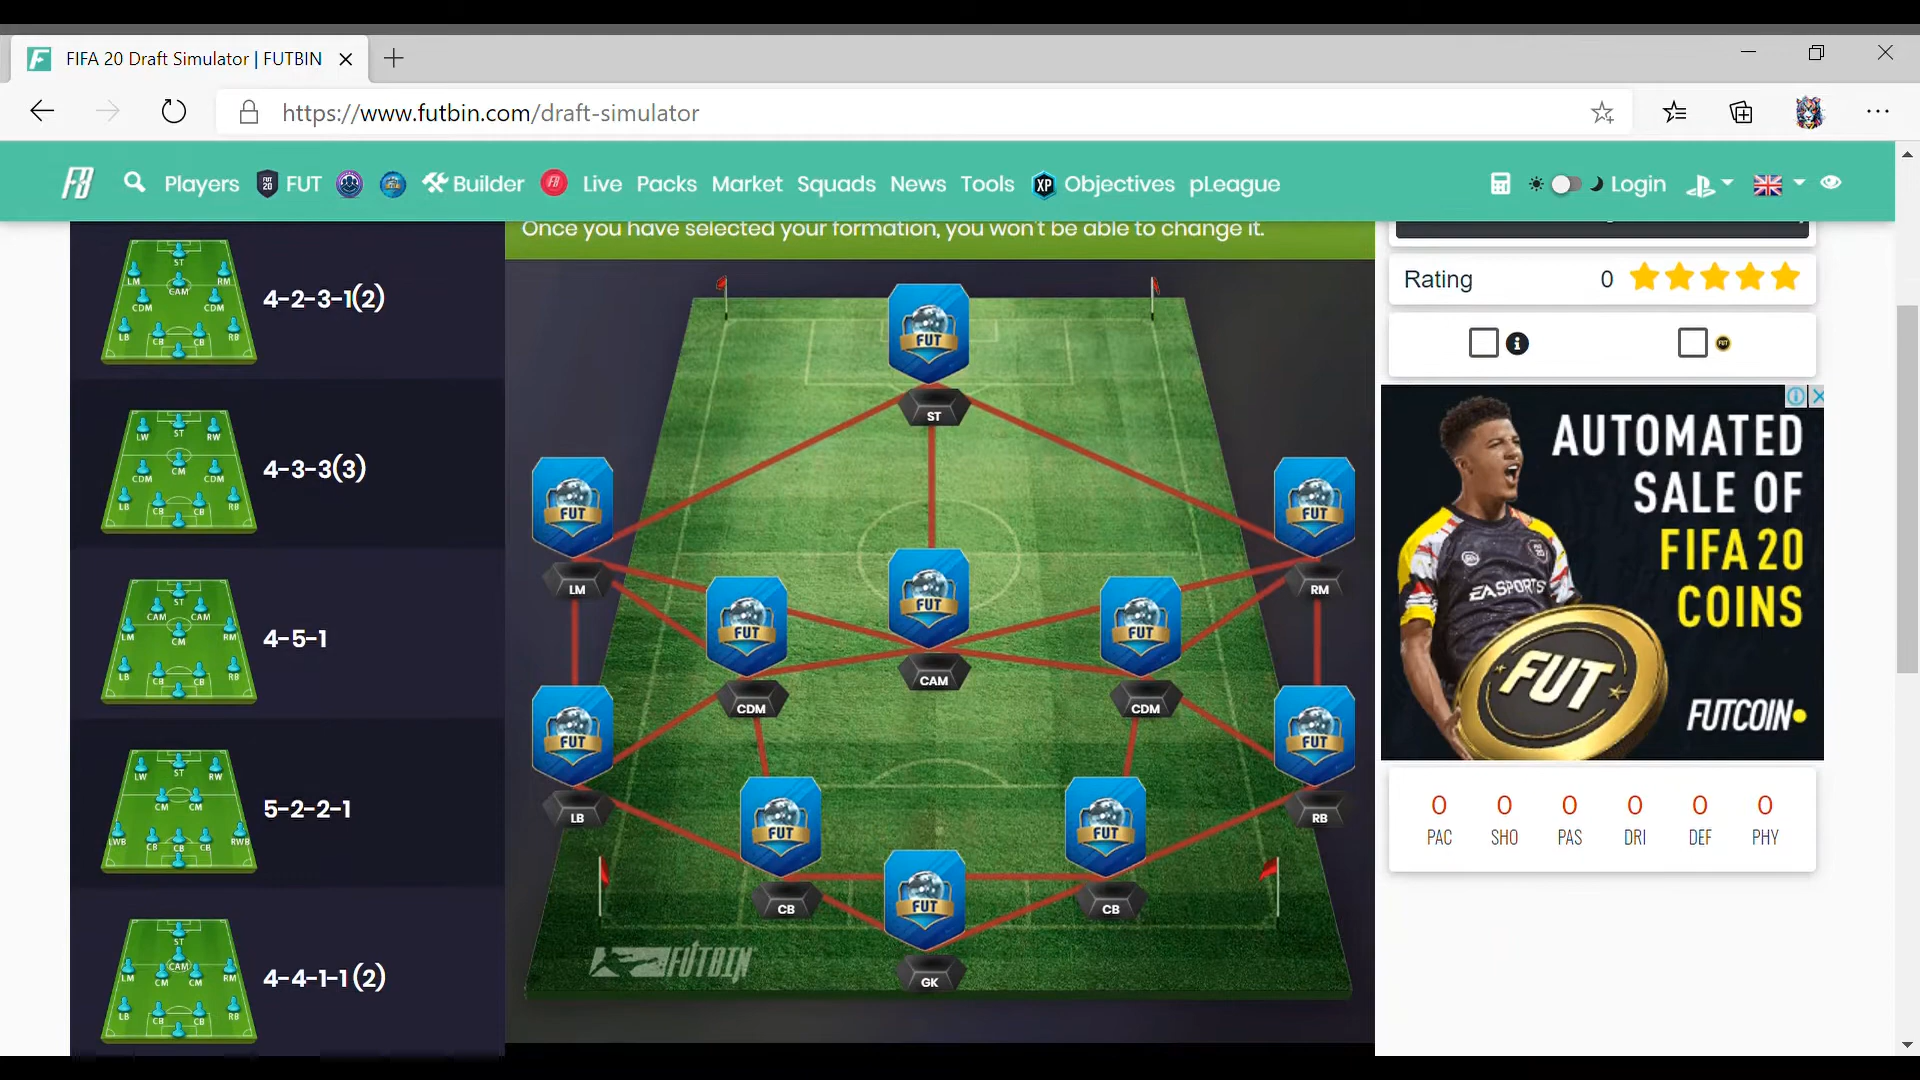 FIFA 20 Draft Simulator | FUTBIN
https://www.futbin.com/draft-simulator
Players FUT Builder Live Packs Market Squads News Tools XP Objectives pLeague Login
Once you have selected your formation, you won't be able to change it.
4-2-3-1(2)
4-3-3(3)
4-5-1
5-2-2-1
4-4-1-1 (2)
ST
LM
RM
CDM
CAM
CDM
LB
RB
CB
CB
GK
FUTBIN
Rating 0
AUTOMATED
SALE OF
FIFA 20
COINS
EA SPORTS
FUT
FUTCOIN
0 0 0 0 0 0
PAC SHO PAS DRI DEF PHY